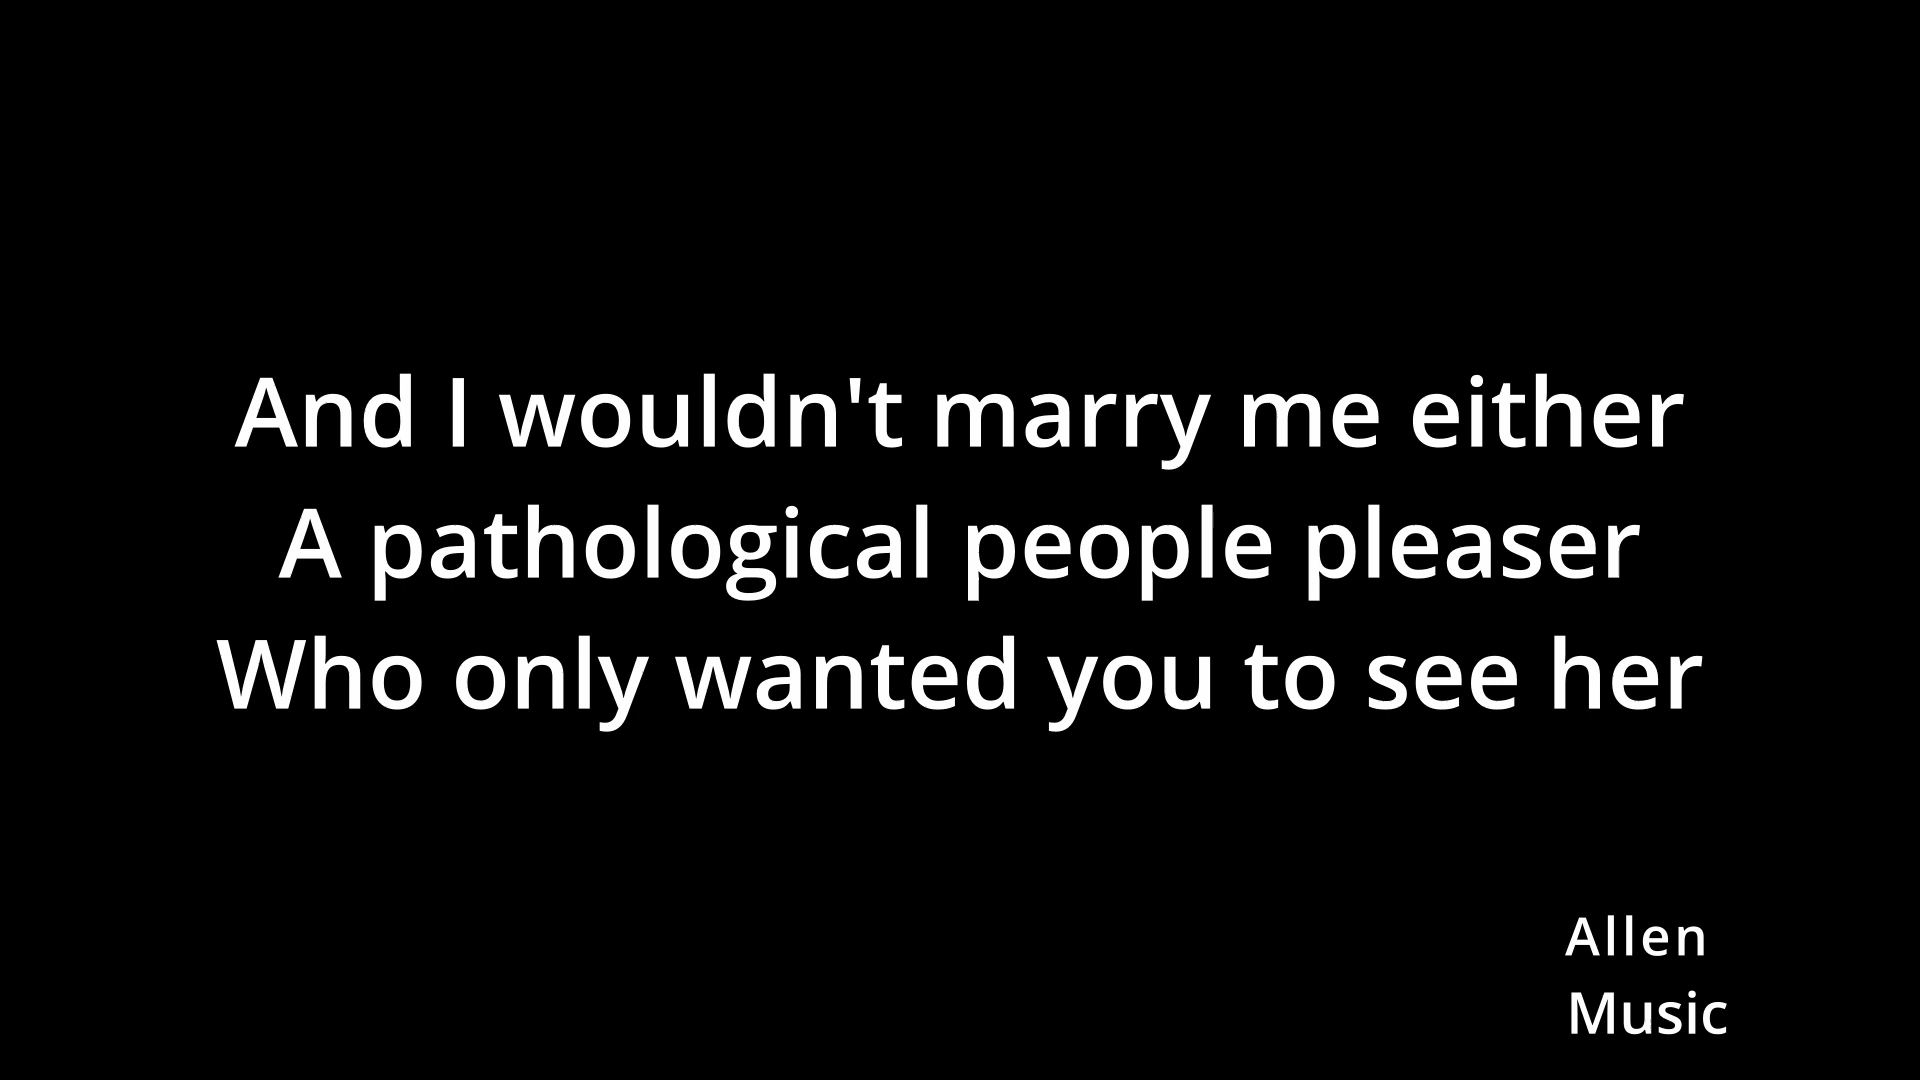 And I wouldn't marry me either
A pathological people pleaser
Who only wanted you to see her
Allen
Music